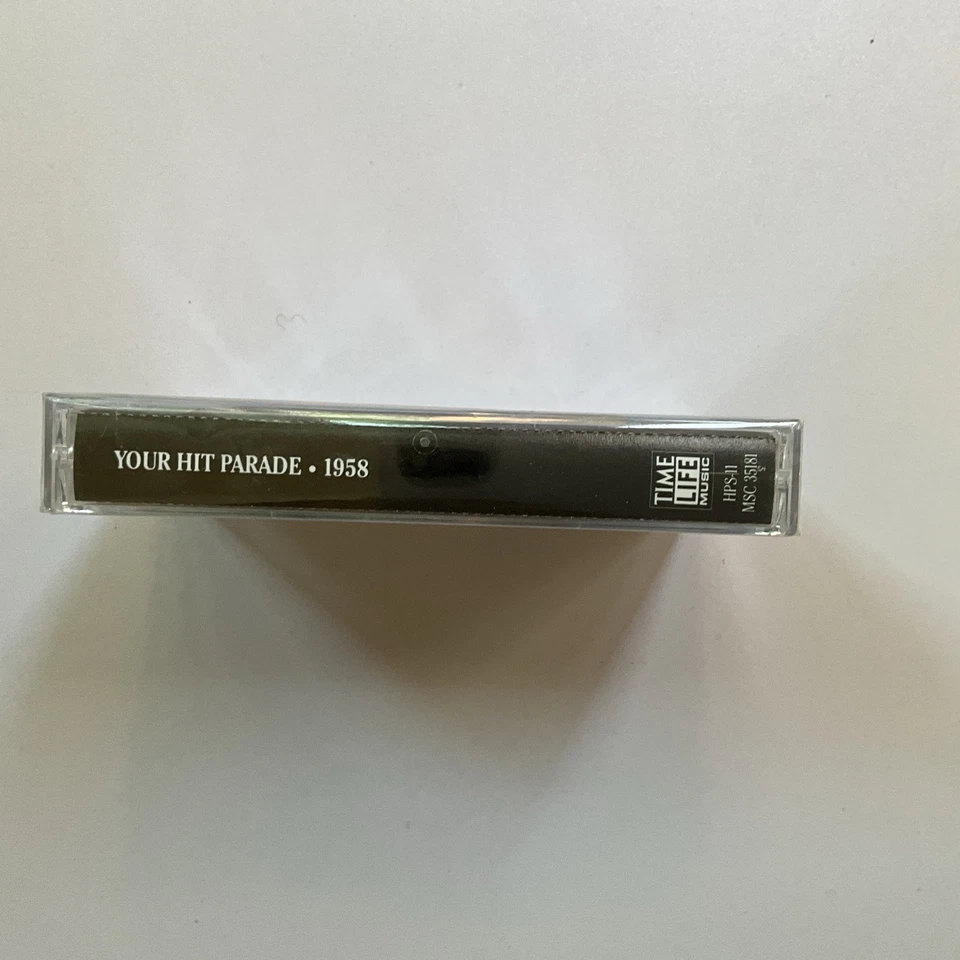 YOUR HIT PARADE • 1958
TIME
LIFE
MUSIC
HPS-11
MSC 35181